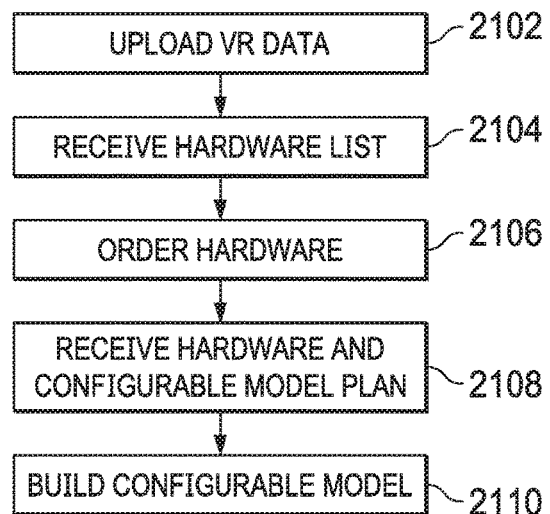 UPLOAD VR DATA 2102
RECEIVE HARDWARE LIST 2104
ORDER HARDWARE 2106
RECEIVE HARDWARE AND
CONFIGURABLE MODEL PLAN 2108
BUILD CONFIGURABLE MODEL 2110